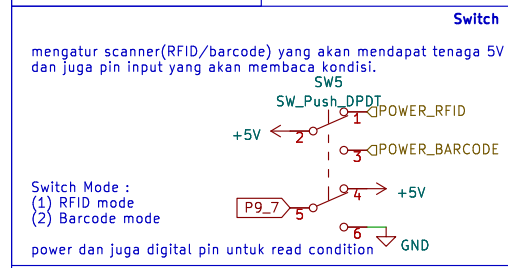 Switch
mengatur scanner(RFID/barcode) yang akan mendapat tenaga 5V
dan juga pin input yang akan membaca kondisi.
SW5
SW_Push_DPDT
1 POWER_RFID
+5V 2
3 POWER_BARCODE
Switch Mode :
(1) RFID mode
(2) Barcode mode
4 +5V
P9_7 5
6 GND
power dan juga digital pin untuk read condition